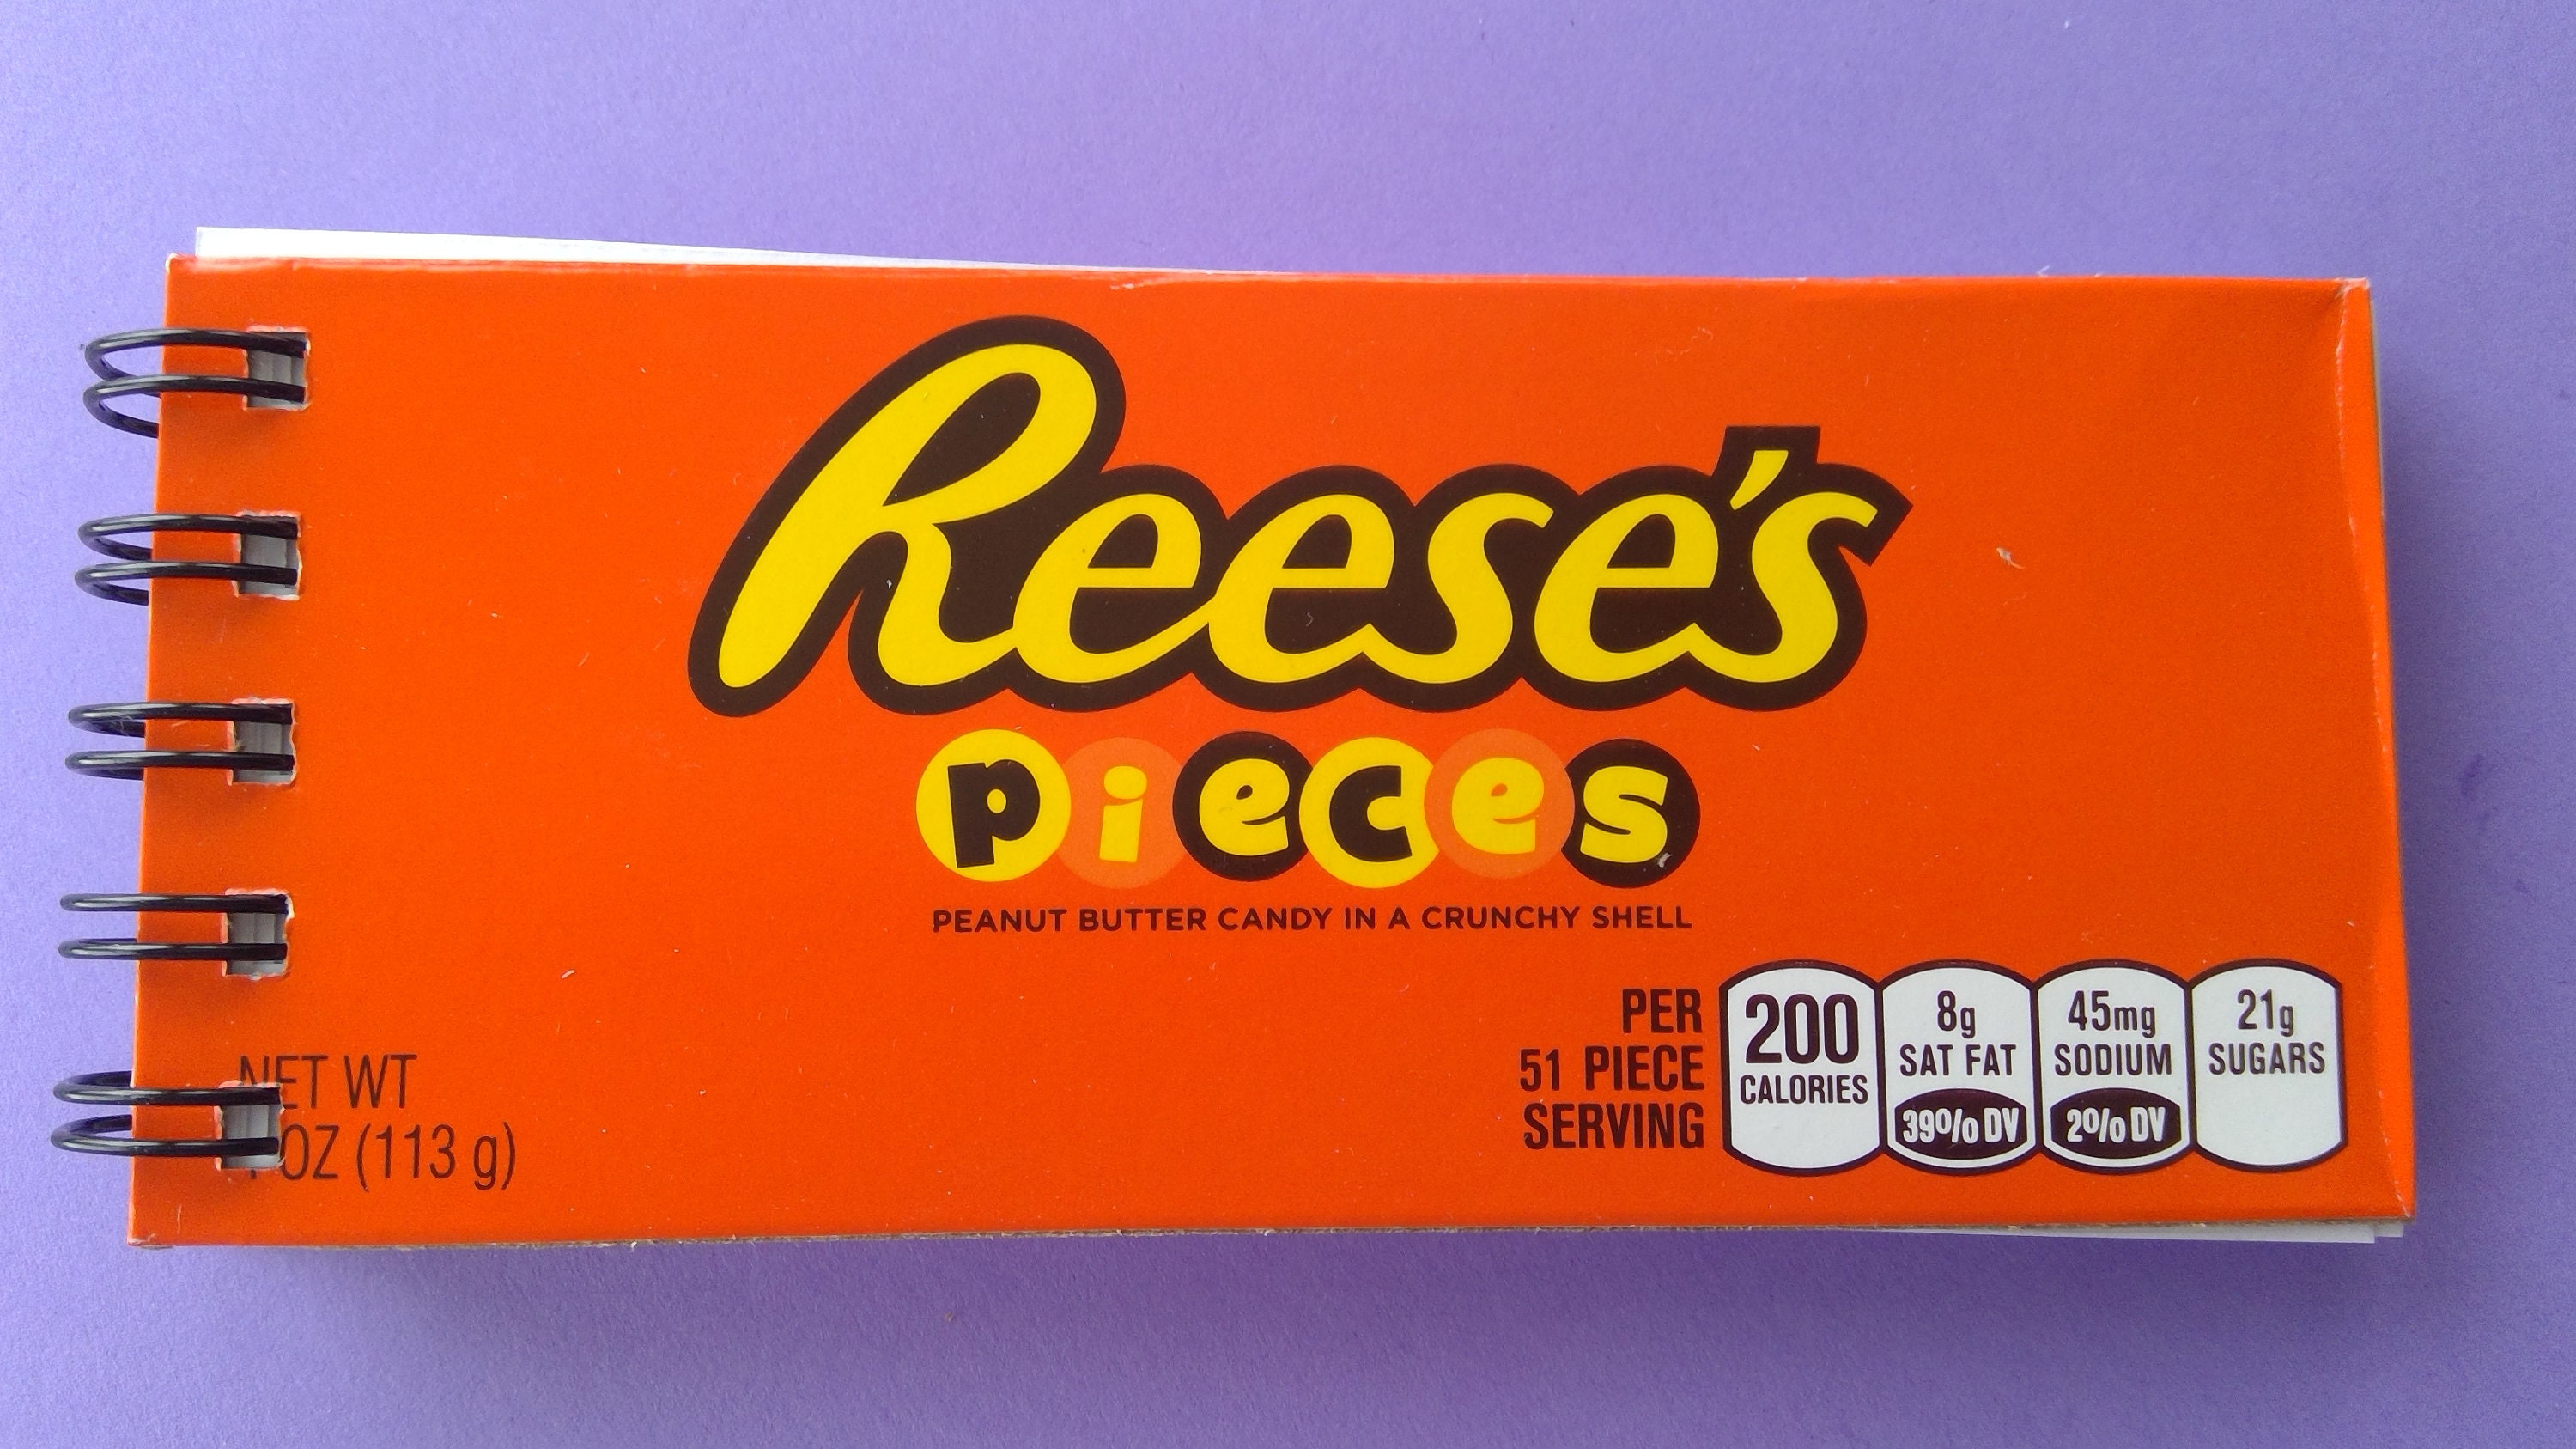 Reese's
pieces
PEANUT BUTTER CANDY IN A CRUNCHY SHELL
NET WT
OZ (113 g)
PER
51 PIECE
SERVING
200
CALORIES
8g
SAT FAT
39% DV
45mg
SODIUM
2% DV
21g
SUGARS